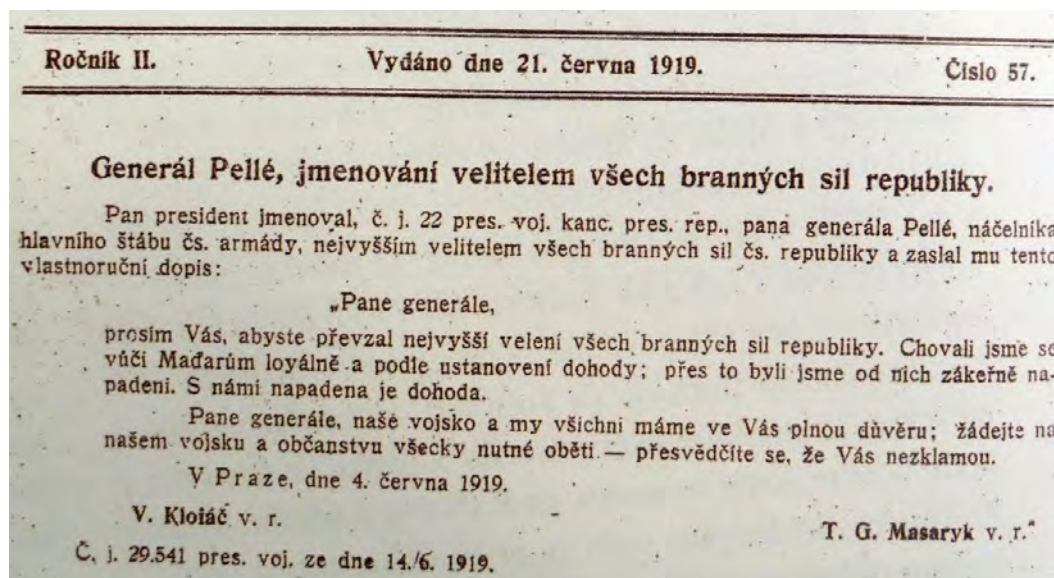 Ročník II.
Vydáno dne 21. června 1919.
Číslo 57.
Generál Pellé, jmenování velitelem všech branných sil republiky.
Pan president jmenoval, č. j. 22 pres. voj. kanc. pres. rep., pana generála Pellé, náčelníka
hlavního štábu čs. armády, nejvyšším velitelem všech branných sil čs. republiky a zaslal mu tento
vlastnoruční dopis:
„Pane generále,
prosím Vás, abyste převzal nejvyšší velení všech branných sil republiky. Chovali jsme se
vůči Maďarům loyálně a podle ustanovení dohody; přes to byli jsme od nich zákeřně na-
padeni. S námi napadena je dohoda.
Pane generále, naše vojsko a my všichni máme ve Vás plnou důvěru; žádejte na
našem vojsku a občanstvu všecky nutné oběti — přesvědčíte se, že Vás nezklamou.
V Praze, dne 4. června 1919.
V. Klofáč v. r.
T. G. Masaryk v. r."
Č. j. 29.541 pres. voj. ze dne 14./6. 1919.